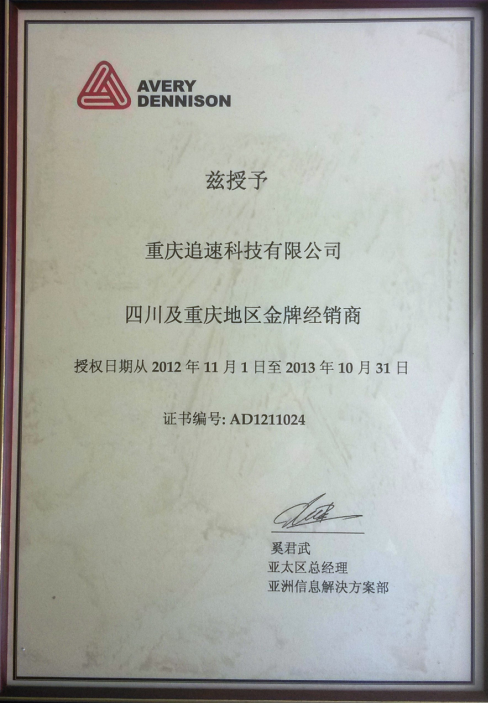 AVERY
DENNISON
兹授予
重庆追速科技有限公司
四川及重庆地区金牌经销商
授权日期从 2012 年 11 月 1 日至 2013 年 10 月 31 日
证书编号: AD1211024
奚君武
亚太区总经理
亚洲信息解决方案部